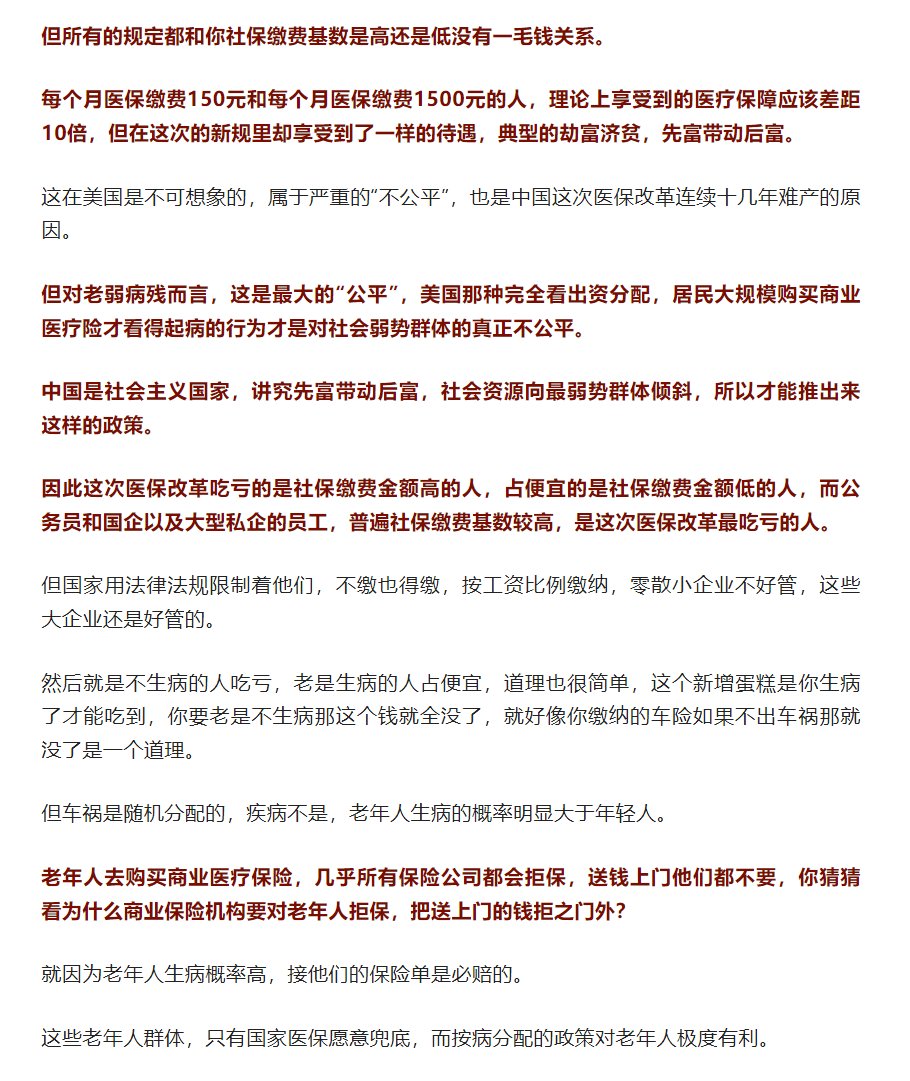 但所有的规定都和你社保缴费基数是高还是低没有一毛钱关系。
每个月医保缴费150元和每个月医保缴费1500元的人，理论上享受到的医疗保障应该差距
10倍，但在这次的新规里却享受到了一样的待遇，典型的劫富济贫，先富带动后富。
这在美国是不可想象的，属于严重的“不公平”，也是中国这次医保改革连续十几年难产的原
因。
但对老弱病残而言，这是最大的“公平”，美国那种完全看出资分配，居民大规模购买商业
医疗险才看得起病的行为才是对社会弱势群体的真正不公平。
中国是社会主义国家，讲究先富带动后富，社会资源向最弱势群体倾斜，所以才能推出来
这样的政策。
因此这次医保改革吃亏的是社保缴费金额高的人，占便宜的是社保缴费金额低的人，而公
务员和国企以及大型私企的员工，普遍社保缴费基数较高，是这次医保改革最吃亏的人。
但国家用法律法规限制着他们，不缴也得缴，按工资比例缴纳，零散小企业不好管，这些
大企业还是好管的。
然后就是不生病的人吃亏，老是生病的人占便宜，道理也很简单，这个新增蛋糕是你生病
了才能吃到，你要老是不生病那这个钱就全没了，就好像你缴纳的车险如果不出车祸那就
没了是一个道理。
但车祸是随机分配的，疾病不是，老年人生病的概率明显大于年轻人。
老年人去购买商业医疗保险，几乎所有保险公司都会拒保，送钱上门他们都不要，你猜猜
看为什么商业保险机构要对老年人拒保，把送上门的钱拒之门外？
就因为老年人生病概率高，接他们的保险单是必赔的。
这些老年人群体，只有国家医保愿意兜底，而按病分配的政策对老年人极度有利。